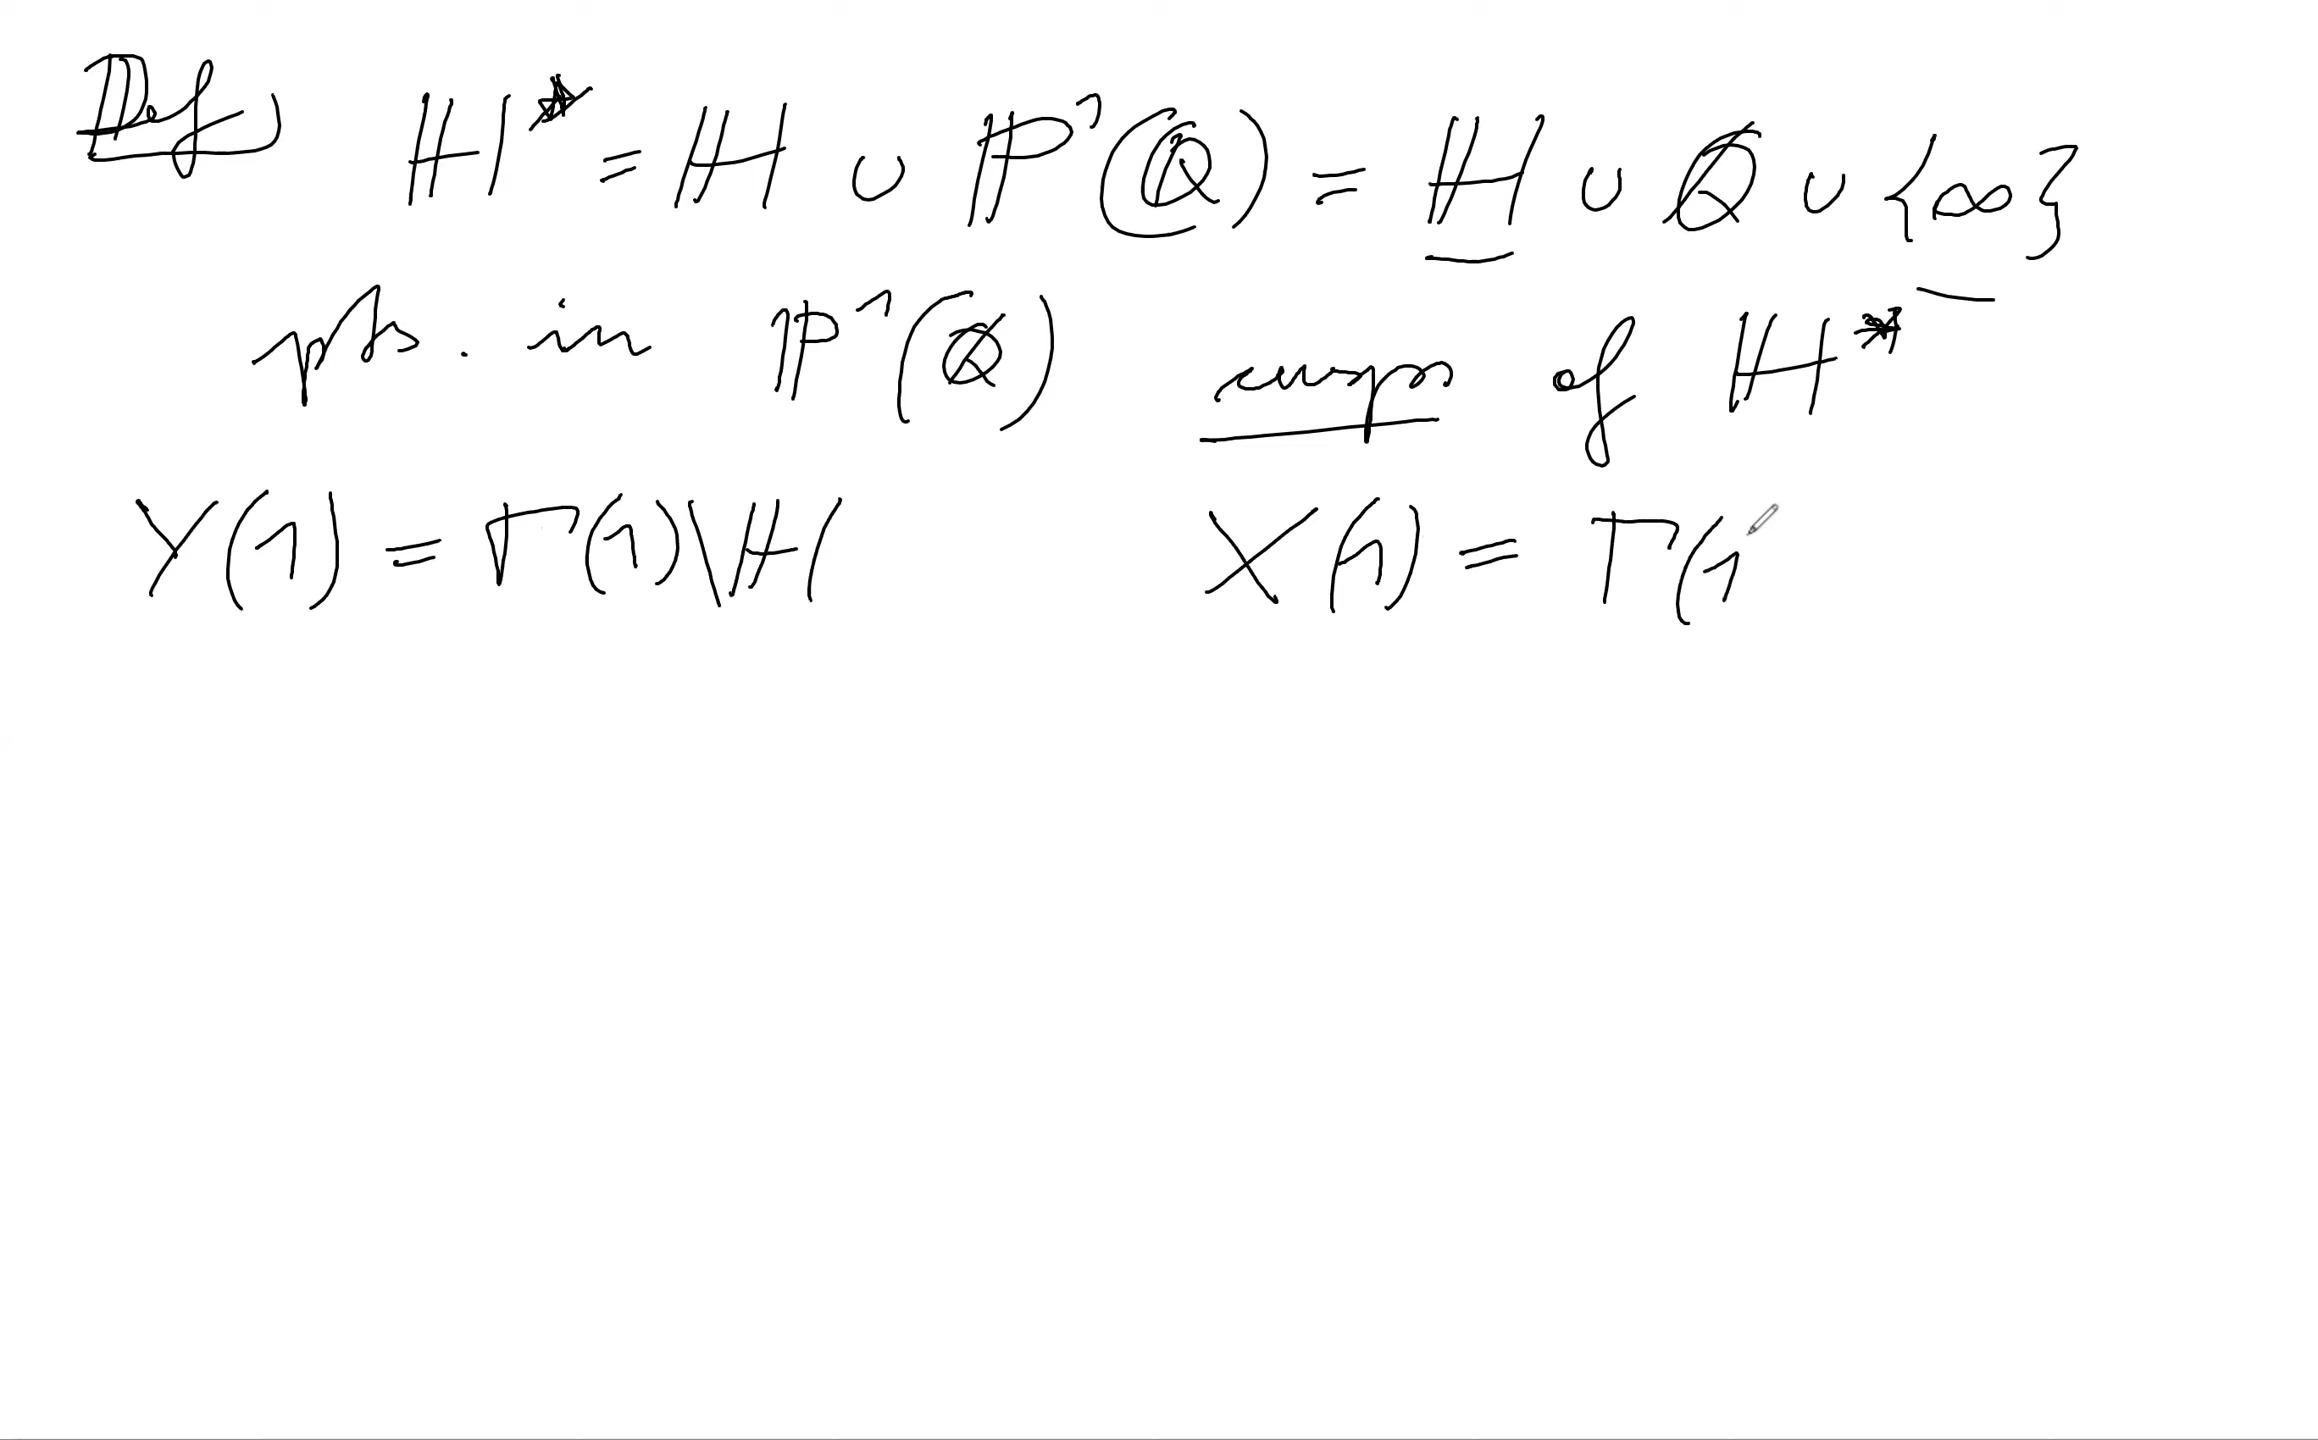 Def) ℍ* = ℍ ∪ ℙ¹(ℚ) = ℍ ∪ ℚ ∪ {∞}
pts. in ℙ¹(ℚ) cusps of ℍ*
Y(1) = Γ(1)\ℍ X(1) = Γ(1